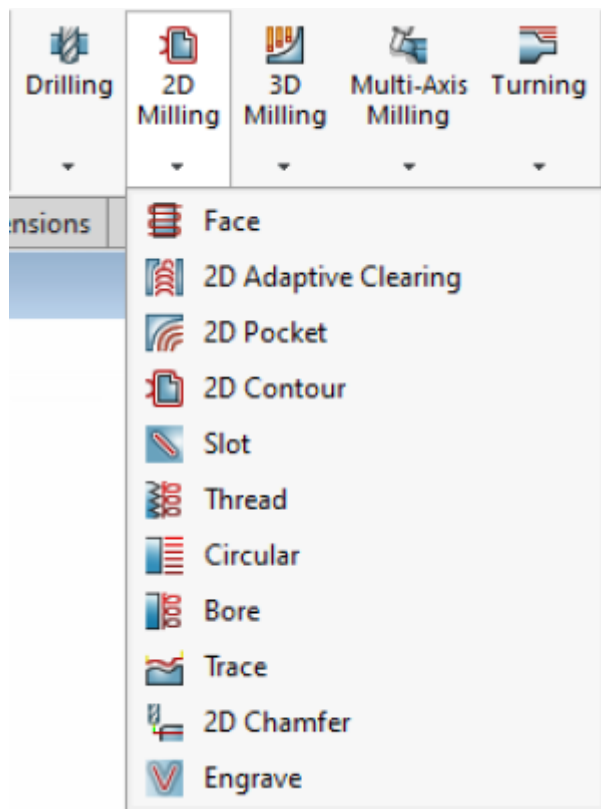 Drilling
2D
Milling
3D
Milling
Multi-Axis
Milling
Turning
ensions
Face
2D Adaptive Clearing
2D Pocket
2D Contour
Slot
Thread
Circular
Bore
Trace
2D Chamfer
Engrave